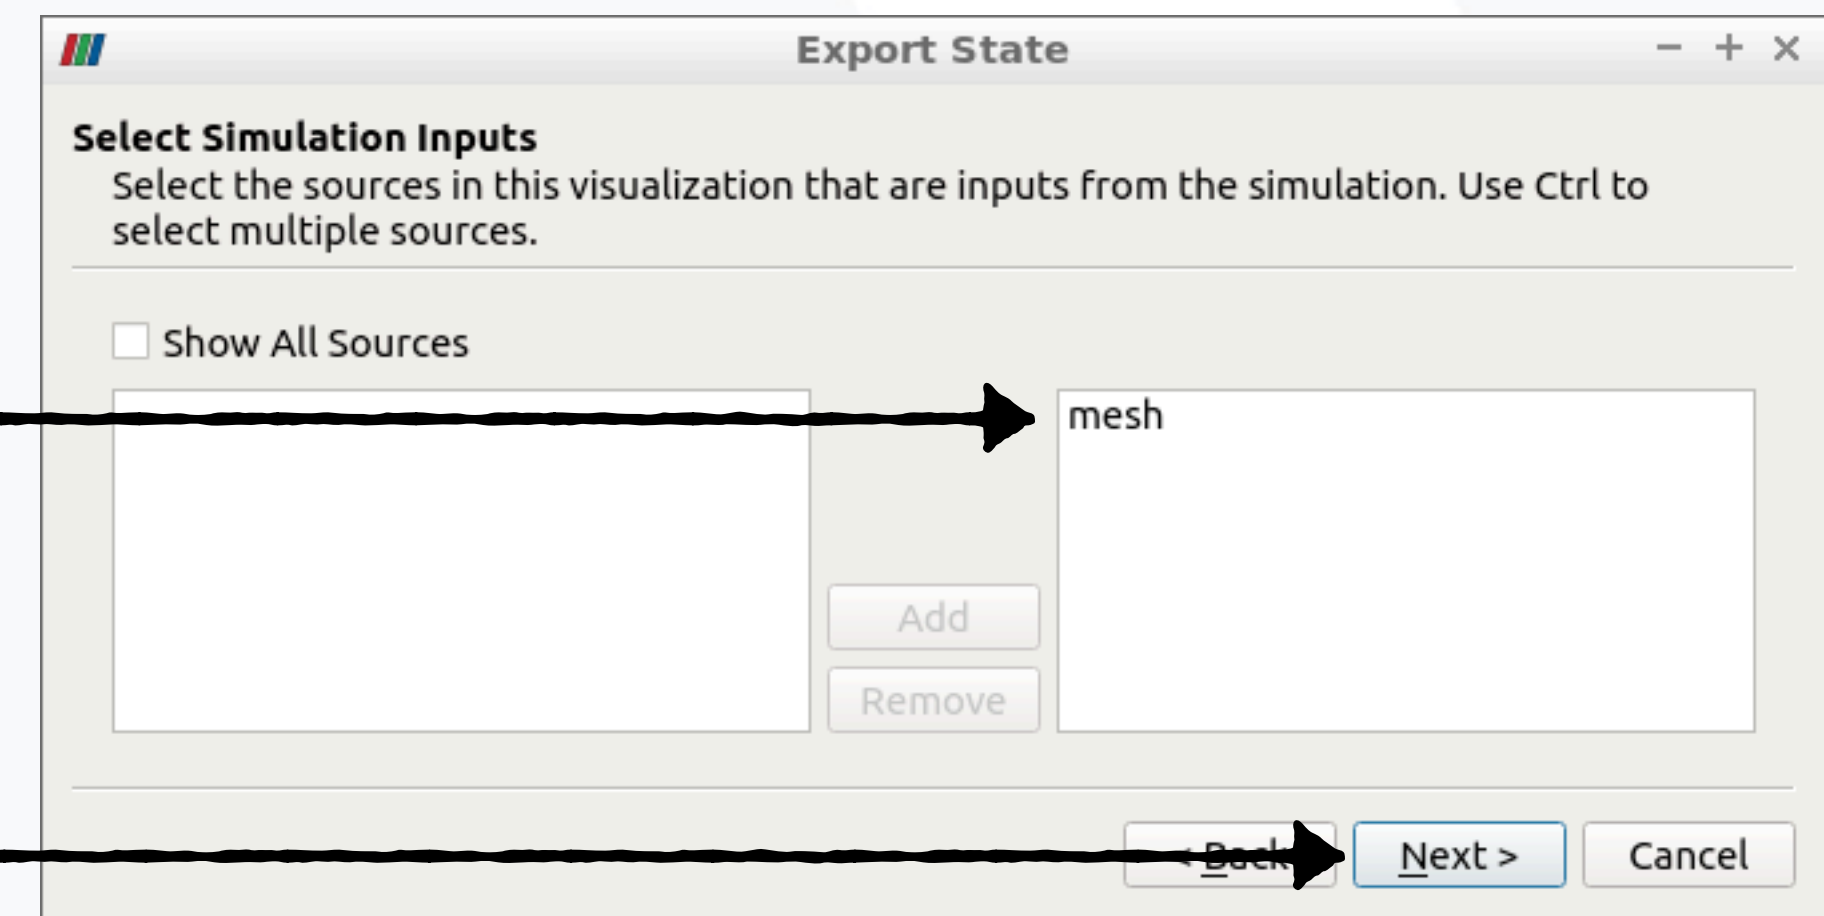 Export State
Select Simulation Inputs
Select the sources in this visualization that are inputs from the simulation. Use Ctrl to
select multiple sources.
Show All Sources
mesh
Add
Remove
< Back
Next >
Cancel